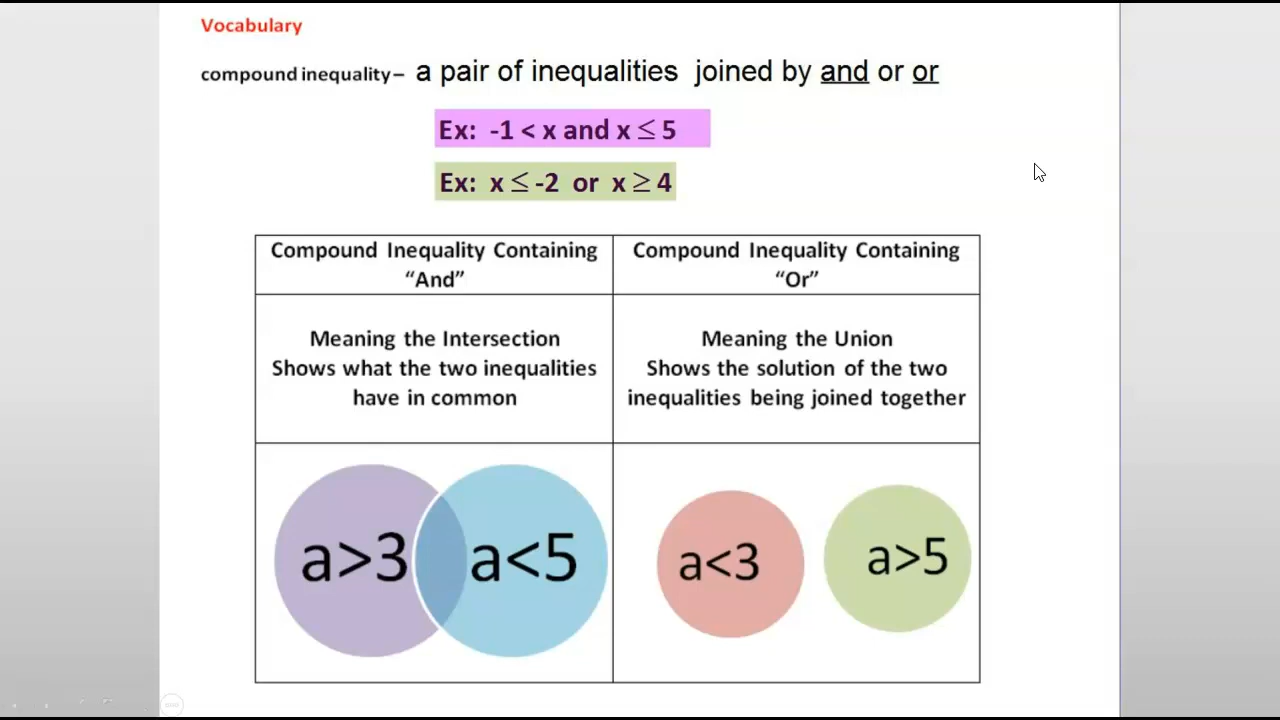 Vocabulary
compound inequality– a pair of inequalities joined by and or or
Ex: -1 < x and x ≤ 5
Ex: x ≤ -2 or x ≥ 4
Compound Inequality Containing
“And”
Compound Inequality Containing
“Or”
Meaning the Intersection
Shows what the two inequalities
have in common
Meaning the Union
Shows the solution of the two
inequalities being joined together
a>3
a<5
a<3
a>5